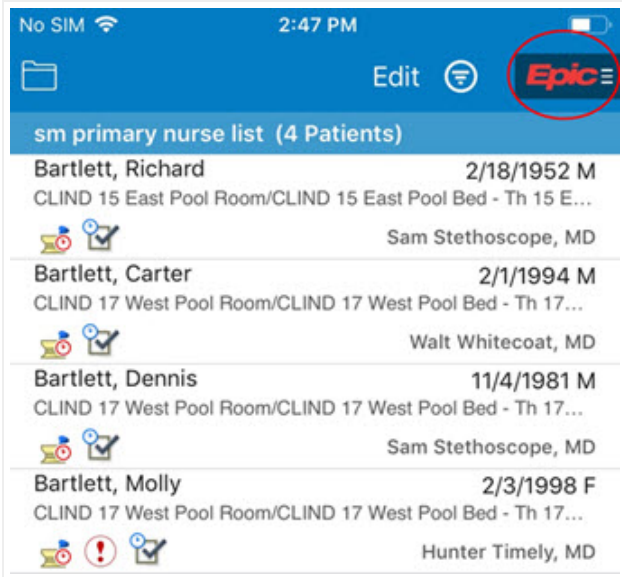 No SIM 2:47 PM
Edit Epic
sm primary nurse list (4 Patients)
Bartlett, Richard 2/18/1952 M
CLIND 15 East Pool Room/CLIND 15 East Pool Bed - Th 15 E...
Sam Stethoscope, MD
Bartlett, Carter 2/1/1994 M
CLIND 17 West Pool Room/CLIND 17 West Pool Bed - Th 17...
Walt Whitecoat, MD
Bartlett, Dennis 11/4/1981 M
CLIND 17 West Pool Room/CLIND 17 West Pool Bed - Th 17...
Sam Stethoscope, MD
Bartlett, Molly 2/3/1998 F
CLIND 17 West Pool Room/CLIND 17 West Pool Bed - Th 17...
Hunter Timely, MD